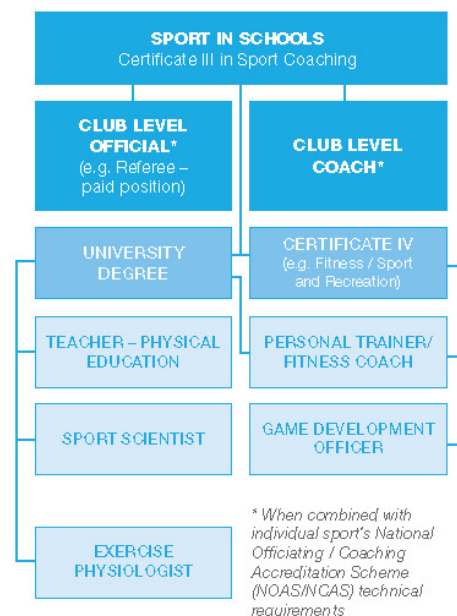 SPORT IN SCHOOLS
Certificate III in Sport Coaching
CLUB LEVEL
OFFICIAL*
(e.g. Referee –
paid position)
CLUB LEVEL
COACH*
UNIVERSITY
DEGREE
CERTIFICATE IV
(e.g. Fitness / Sport
and Recreation)
TEACHER – PHYSICAL
EDUCATION
PERSONAL TRAINER/
FITNESS COACH
SPORT SCIENTIST
GAME DEVELOPMENT
OFFICER
EXERCISE
PHYSIOLOGIST
* When combined with
individual sport's National
Officiating / Coaching
Accreditation Scheme
(NOAS/NCAS) technical
requirements